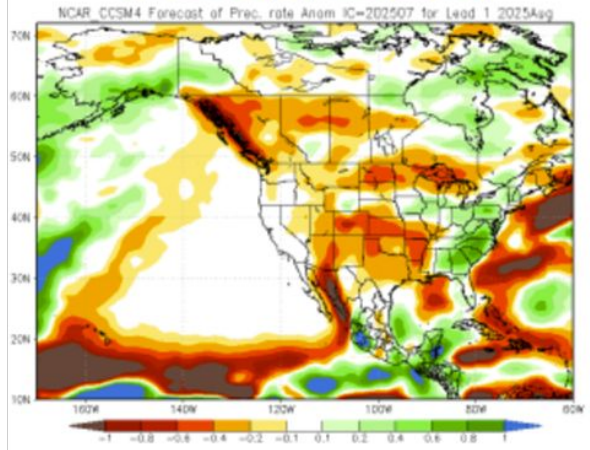 NCAR_CCSM4 Forecast of Prec. rate Anom IC=202507 for Lead 1 2025Aug
70N
60N
50N
40N
30N
20N
10N
160W 140W 120W 100W 80W 60W
-1 -0.8 -0.6 -0.4 -0.2 -0.1 0.1 0.2 0.4 0.6 0.8 1